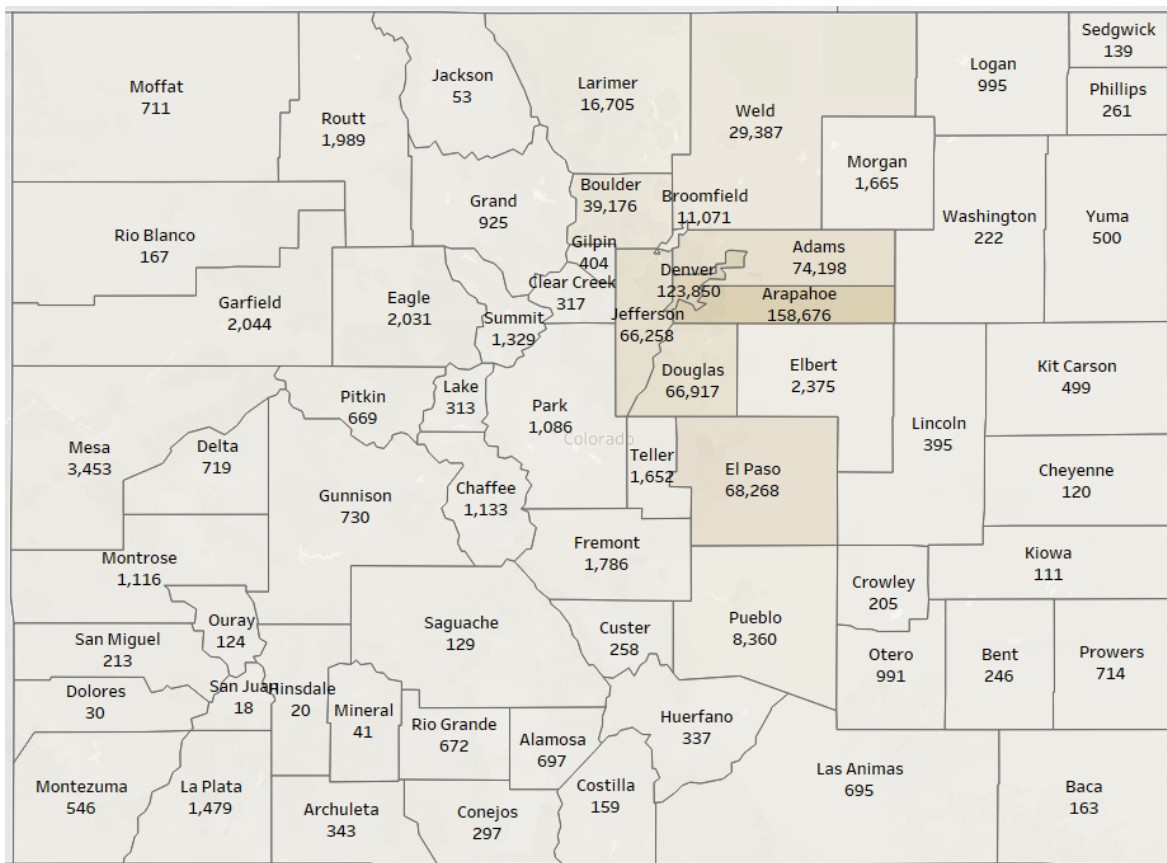 Sedgwick
139
Moffat
711
Jackson
53
Larimer
16,705
Weld
29,387
Logan
995
Phillips
261
Routt
1,989
Morgan
1,665
Boulder
39,176
Broomfield
11,071
Grand
925
Washington
222
Yuma
500
Rio Blanco
167
Gilpin
404
Adams
74,198
Denver
123,850
Clear Creek
317
Arapahoe
158,676
Garfield
2,044
Eagle
2,031
Summit
1,329
Jefferson
66,258
Douglas
66,917
Elbert
2,375
Kit Carson
499
Pitkin
669
Lake
313
Park
1,086
Colorado
Lincoln
395
Mesa
3,453
Delta
719
Teller
1,652
El Paso
68,268
Cheyenne
120
Gunnison
730
Chaffee
1,133
Montrose
1,116
Fremont
1,786
Kiowa
111
Crowley
205
Ouray
124
Saguache
129
Custer
258
Pueblo
8,360
San Miguel
213
Otero
991
Bent
246
Prowers
714
Dolores
30
San Juan
18
Hinsdale
20
Mineral
41
Rio Grande
672
Alamosa
697
Huerfano
337
Las Animas
695
Montezuma
546
La Plata
1,479
Archuleta
343
Conejos
297
Costilla
159
Baca
163